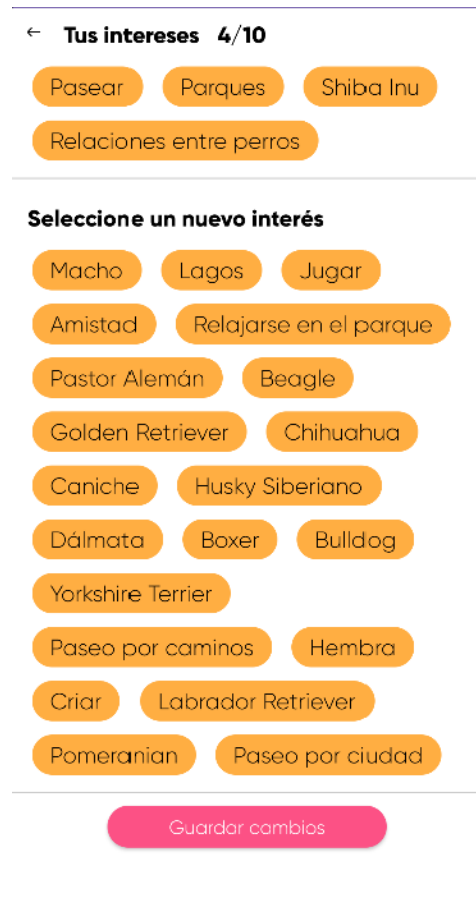 ← Tus intereses 4/10
Pasear Parques Shiba Inu
Relaciones entre perros
Seleccione un nuevo interés
Macho Lagos Jugar
Amistad Relajarse en el parque
Pastor Alemán Beagle
Golden Retriever Chihuahua
Caniche Husky Siberiano
Dálmata Boxer Bulldog
Yorkshire Terrier
Paseo por caminos Hembra
Criar Labrador Retriever
Pomeranian Paseo por ciudad
Guardar cambios